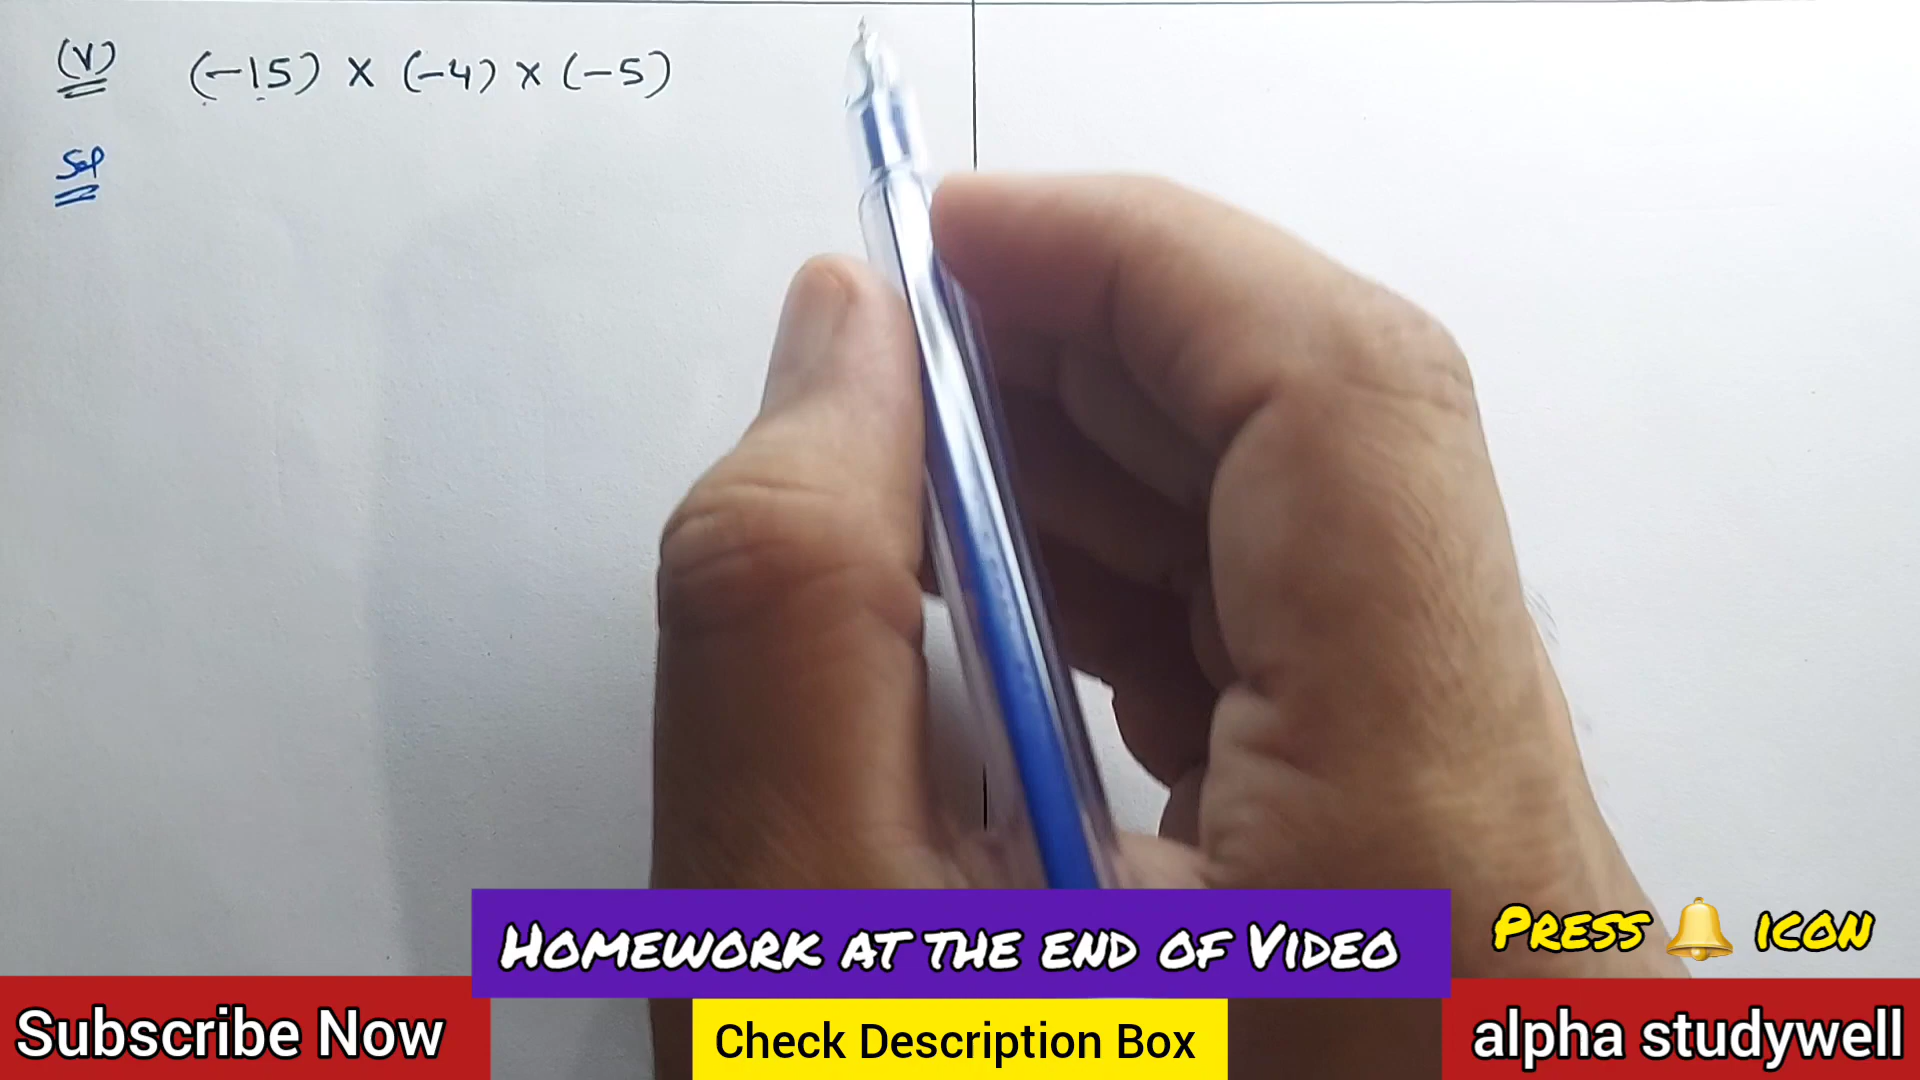 (V) (-15) × (-4) × (-5)
Sol
HOMEWORK AT THE END OF VIDEO
PRESS 🔔 ICON
Subscribe Now
Check Description Box
alpha studywell